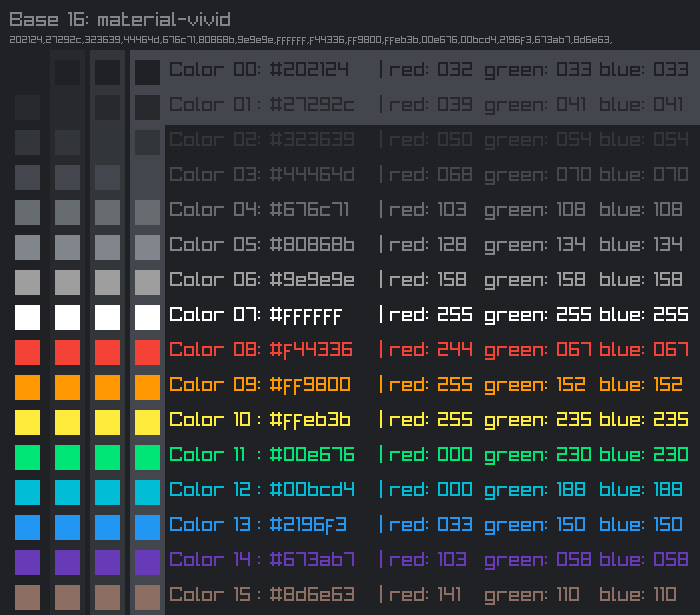 Base 16: material-vivid
202124,27292c,323639,44464d,676c71,80868b,9e9e9e,ffffff,f44336,ff9800,ffeb3b,00e676,00bcd4,2196f3,673ab7,8d6e63,
Color 00: #202124 | red: 032 green: 033 blue: 033
Color 01 : #27292c | red: 039 green: 041 blue: 041
Color 02: #323639 | red: 050 green: 054 blue: 054
Color 03: #44464d | red: 068 green: 070 blue: 070
Color 04: #676c71 | red: 103 green: 108 blue: 108
Color 05: #80868b | red: 128 green: 134 blue: 134
Color 06: #9e9e9e | red: 158 green: 158 blue: 158
Color 07: #ffffff | red: 255 green: 255 blue: 255
Color 08: #f44336 | red: 244 green: 067 blue: 067
Color 09: #ff9800 | red: 255 green: 152 blue: 152
Color 10 : #ffeb3b | red: 255 green: 235 blue: 235
Color 11 : #00e676 | red: 000 green: 230 blue: 230
Color 12 : #00bcd4 | red: 000 green: 188 blue: 188
Color 13 : #2196f3 | red: 033 green: 150 blue: 150
Color 14 : #673ab7 | red: 103 green: 058 blue: 058
Color 15 : #8d6e63 | red: 141 green: 110 blue: 110